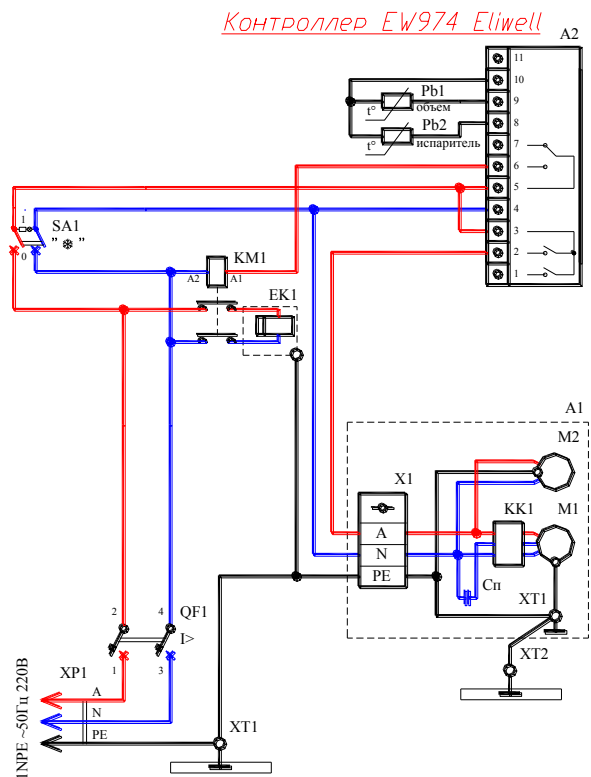 Контроллер EW974 Eliwell
A2
11
10
Pb1
t° объем
9
Pb2
8
t° испаритель
7
6
5
4
3
2
1
1
SA1
" ❄ "
0
KM1
A2 A1
EK1
A1
M2
X1
KK1
M1
A
N
PE
Cп
XT1
XT2
2
4
QF1
I>
1
3
XP1
A
N
PE
1NPE ~50Гц 220В
XT1